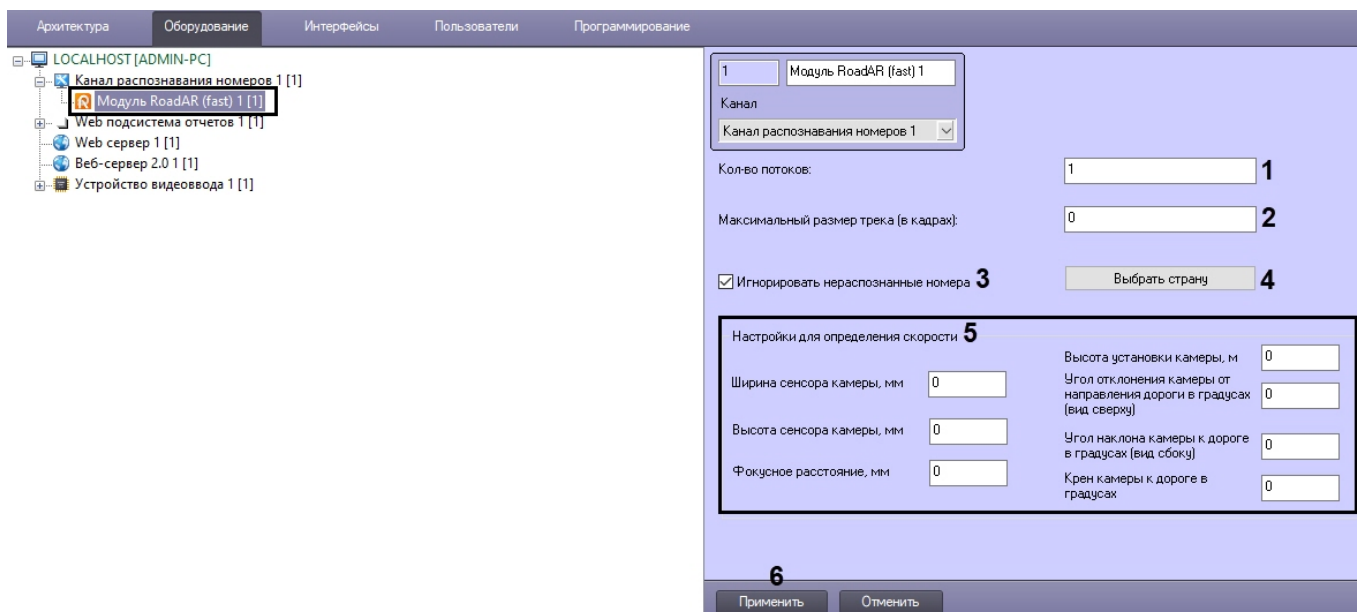 Архитектура Оборудование Интерфейсы Пользователи Программирование
LOCALHOST [ADMIN-PC]
Канал распознавания номеров 1 [1]
Модуль RoadAR (fast) 1 [1]
Web подсистема отчетов 1 [1]
Web сервер 1 [1]
Веб-сервер 2.0 1 [1]
Устройство видеоввода 1 [1]
1 Модуль RoadAR (fast) 1
Канал
Канал распознавания номеров 1
Кол-во потоков: 1 1
Максимальный размер трека (в кадрах): 0 2
Игнорировать нераспознанные номера 3 Выбрать страну 4
Настройки для определения скорости 5
Ширина сенсора камеры, мм 0
Высота сенсора камеры, мм 0
Фокусное расстояние, мм 0
Высота установки камеры, м 0
Угол отклонения камеры от
направления дороги в градусах 0
(вид сверху)
Угол наклона камеры к дороге
в градусах (вид сбоку) 0
Крен камеры к дороге в
градусах 0
6
Применить Отменить